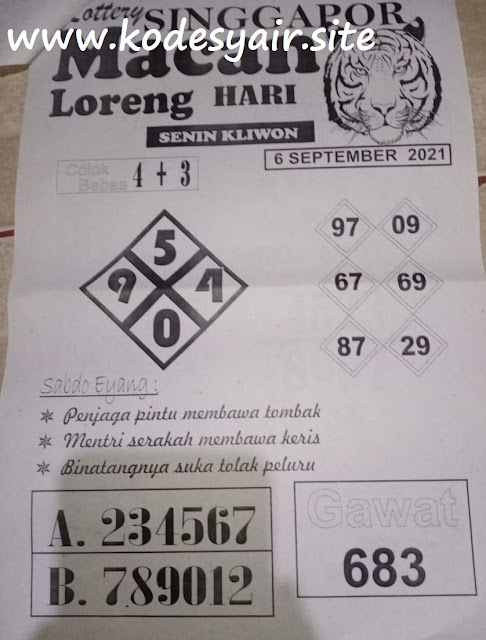 Lottery SINGGAPOR
www.kodesyair.site
Macan
Loreng HARI
SENIN KLIWON
6 SEPTEMBER 2021
Colok
Bebas 4 + 3
5
9 4
0
97 09
67 69
87 29
Sabdo Eyang :
Penjaga pintu membawa tombak
Mentri serakah membawa keris
Binatangnya suka tolak peluru
A. 234567
B. 789012
Gawat
683